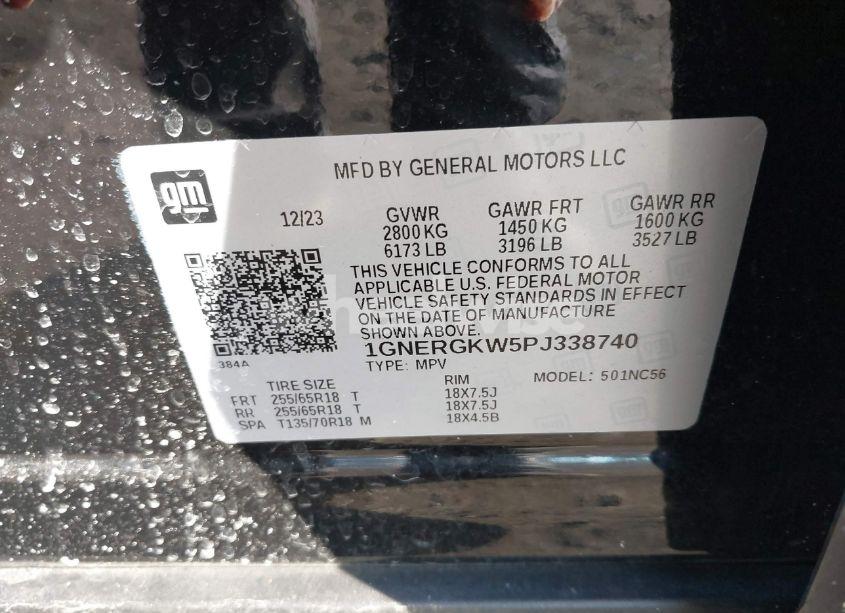 MFD BY GENERAL MOTORS LLC
gm
12/23
GVWR GAWR FRT GAWR RR
2800 KG 1450 KG 1600 KG
6173 LB 3196 LB 3527 LB
THIS VEHICLE CONFORMS TO ALL
APPLICABLE U.S. FEDERAL MOTOR
VEHICLE SAFETY STANDARDS IN EFFECT
ON THE DATE OF MANUFACTURE
SHOWN ABOVE.
1GNERGKW5PJ338740
384A
TYPE: MPV MODEL: 501NC56
TIRE SIZE RIM
FRT 255/65R18 T 18X7.5J
RR 255/65R18 T 18X7.5J
SPA T135/70R18 M 18X4.5B